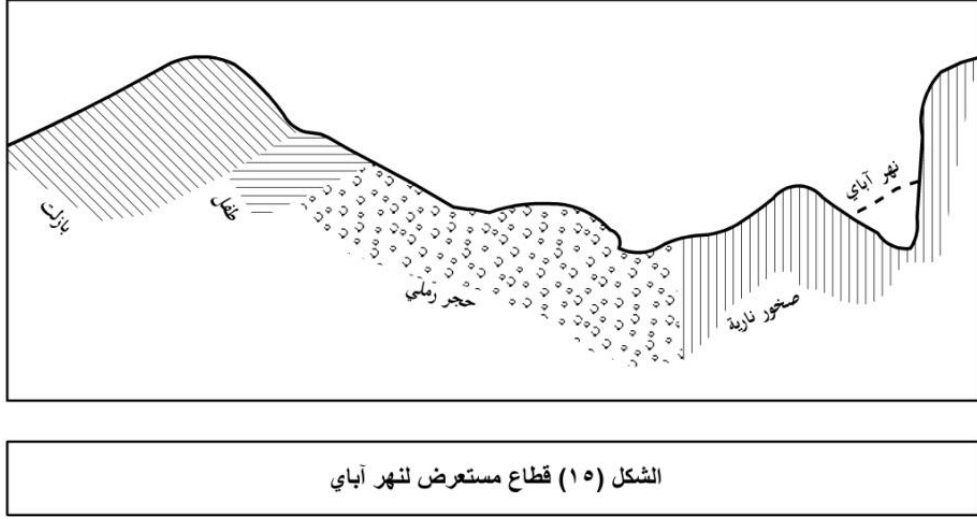 نهر آباي
بازلت
طفل
حجر رملي
صخور نارية
الشكل (١٥) قطاع مستعرض لنهر آباي